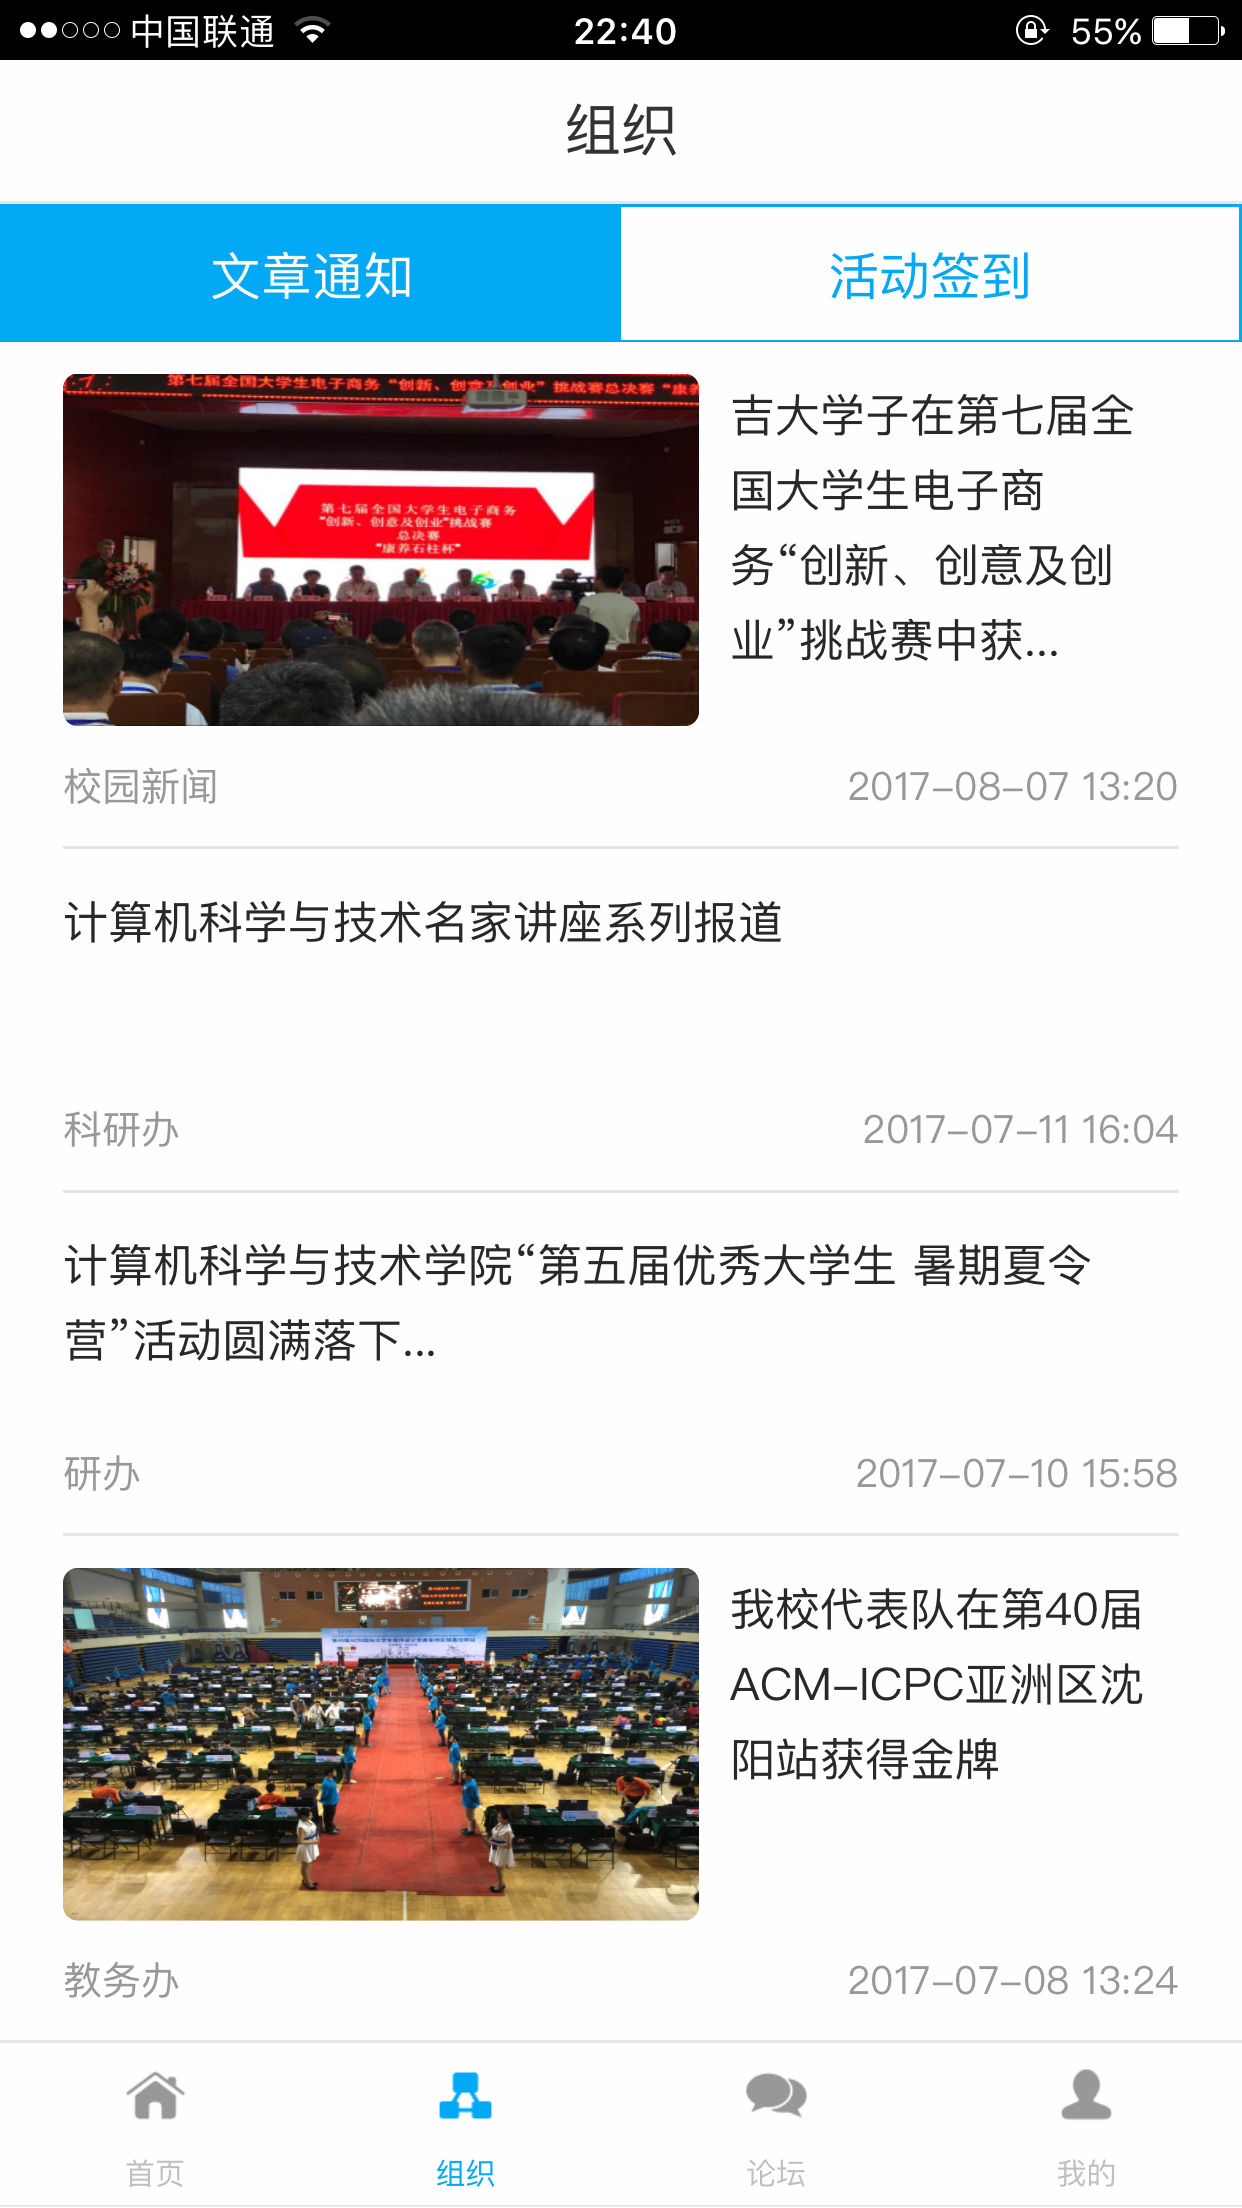 中国联通
22:40
55%
组织
文章通知
活动签到
第七届全国大学生电子商务“创新、创意及创业”挑战赛总决赛“康养
第七届全国大学生电子商务
“创新、创意及创业”挑战赛
总决赛
“康养石柱杯”
吉大学子在第七届全
国大学生电子商
务“创新、创意及创
业”挑战赛中获...
校园新闻
2017-08-07 13:20
计算机科学与技术名家讲座系列报道
科研办
2017-07-11 16:04
计算机科学与技术学院“第五届优秀大学生 暑期夏令
营”活动圆满落下...
研办
2017-07-10 15:58
我校代表队在第40届
ACM-ICPC亚洲区沈
阳站获得金牌
教务办
2017-07-08 13:24
首页
组织
论坛
我的